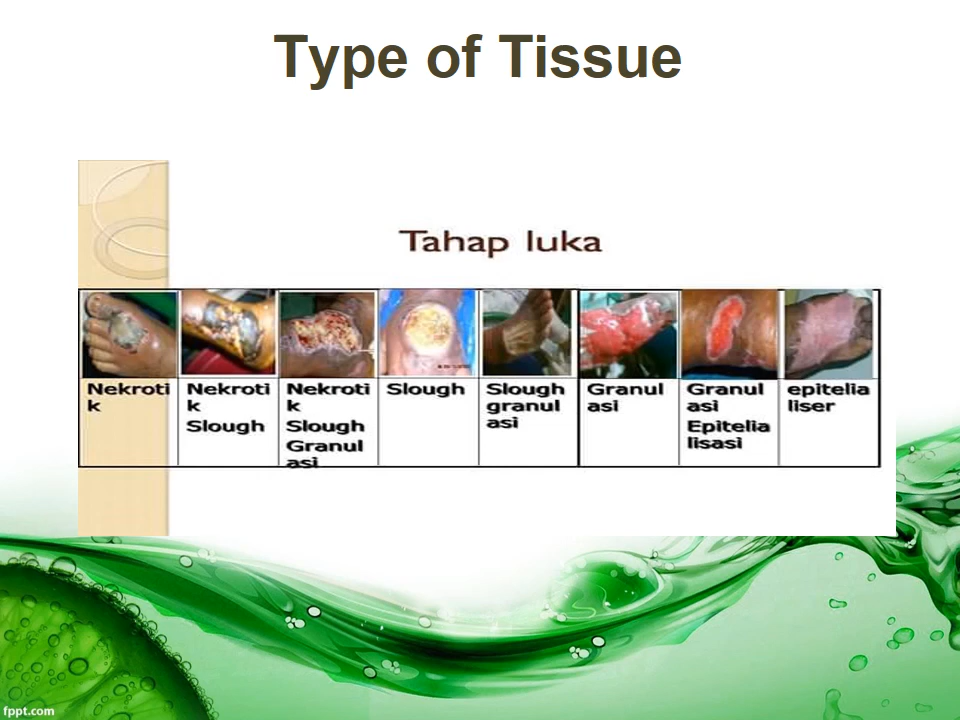 Type of Tissue
Tahap luka
Nekroti
k
Nekroti
k
Slough
Nekroti
k
Slough
Granul
asi
Slough
Slough
granul
asi
Granul
asi
Granul
asi
Epitelia
lisasi
epitelia
liser
fppt.com